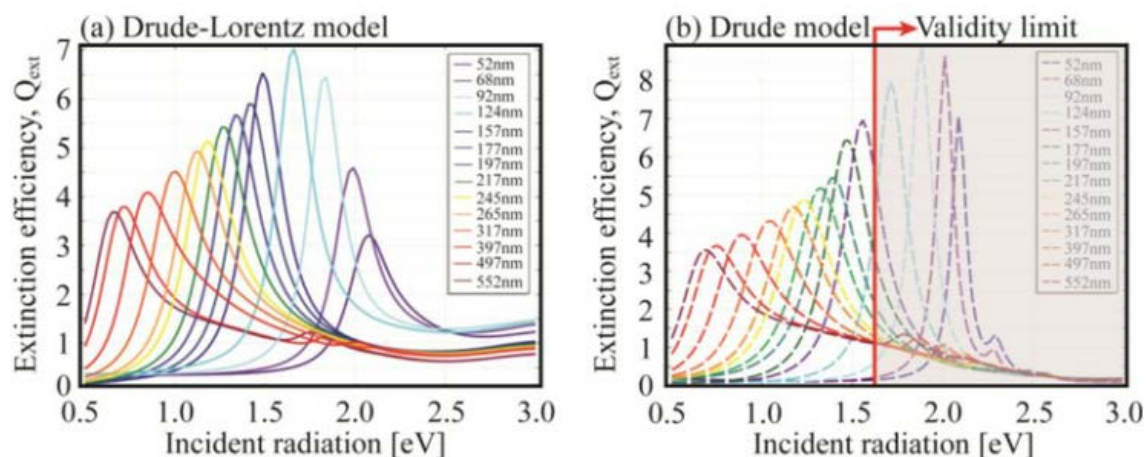 (a) Drude-Lorentz model
Extinction efficiency, Qext
7
6
5
4
3
2
1
0
52nm
68nm
92nm
124nm
157nm
177nm
197nm
217nm
245nm
265nm
317nm
397nm
497nm
552nm
0.5 1.0 1.5 2.0 2.5 3.0
Incident radiation [eV]
(b) Drude model Validity limit
Extinction efficiency, Qext
8
7
6
5
4
3
2
1
0
52nm
68nm
92nm
124nm
157nm
177nm
197nm
217nm
245nm
265nm
317nm
397nm
497nm
552nm
0.5 1.0 1.5 2.0 2.5 3.0
Incident radiation [eV]